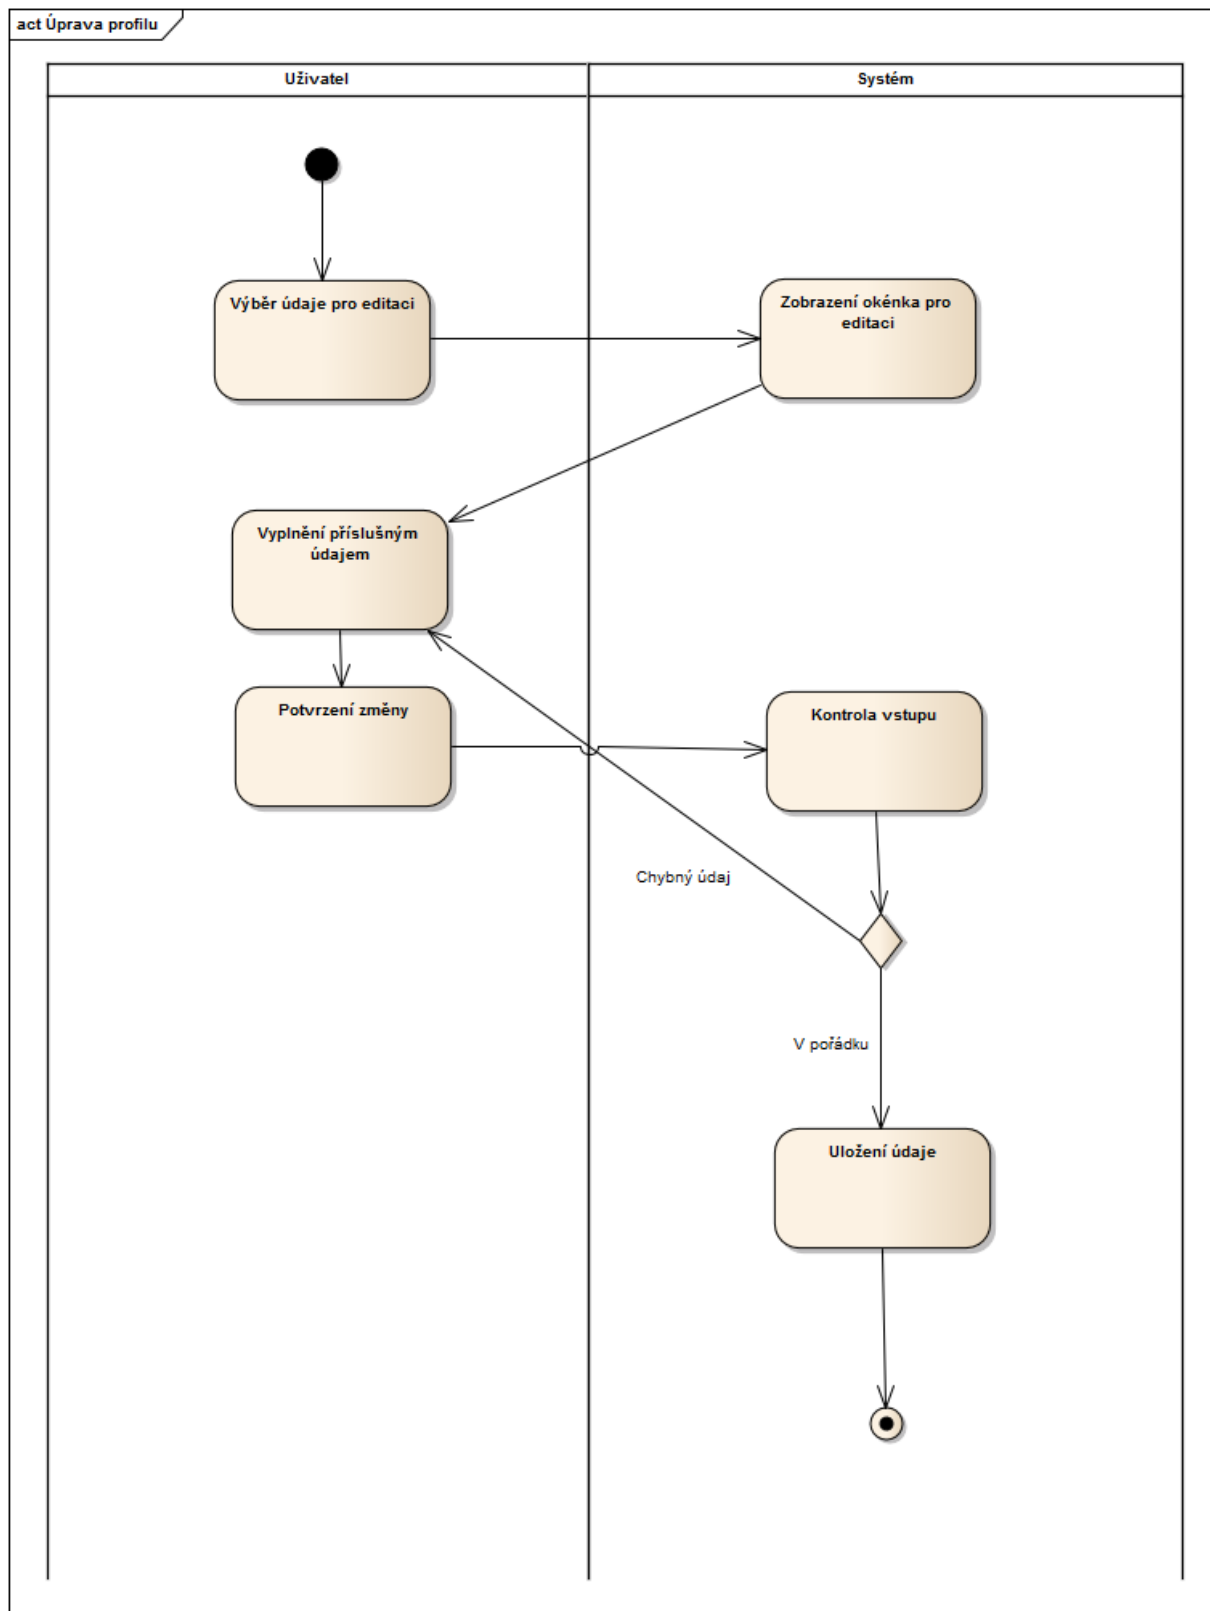 act Úprava profilu
Uživatel
Systém
Výběr údaje pro editaci
Zobrazení okénka pro
editaci
Vyplnění příslušným
údajem
Potvrzení změny
Kontrola vstupu
Chybný údaj
V pořádku
Uložení údaje